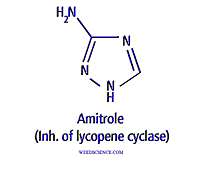 H₂N
N
N
N
H
Amitrole
(Inh. of lycopene cyclase)
WEEDSCIENCE.COM